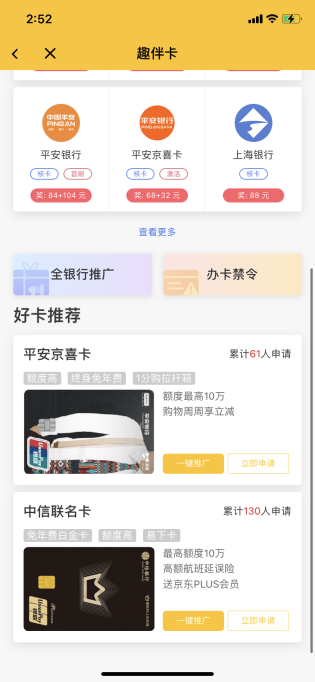 2:52
趣伴卡
中国平安
PING AN
平安银行
PINGAN BANK
平安银行
平安京喜卡
上海银行
核卡 首刷
核卡 激活
核卡
奖: 84+104 元
奖: 68+32 元
奖: 88 元
查看更多
全银行推广
办卡禁令
好卡推荐
平安京喜卡
累计61人申请
额度高 终身免年费 1分购拉杆箱
额度最高10万
购物周周享立减
一键推广
立即申请
中信联名卡
累计130人申请
免年费白金卡 额度高 易下卡
最高额度10万
高额航班延误险
送京东PLUS会员
一键推广
立即申请